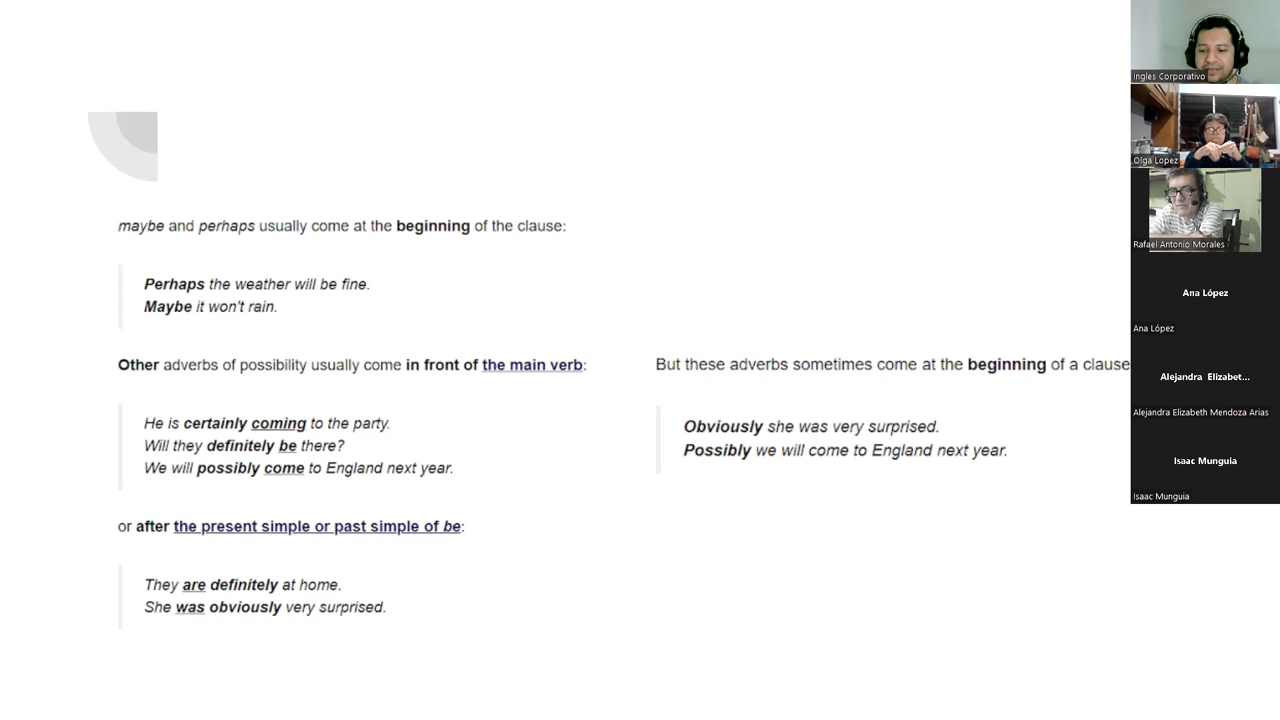 maybe and perhaps usually come at the beginning of the clause:
Perhaps the weather will be fine.
Maybe it won't rain.
Other adverbs of possibility usually come in front of the main verb:
He is certainly coming to the party.
Will they definitely be there?
We will possibly come to England next year.
or after the present simple or past simple of be:
They are definitely at home.
She was obviously very surprised.
But these adverbs sometimes come at the beginning of a clause
Obviously she was very surprised.
Possibly we will come to England next year.
Ingles Corporativo
Olga Lopez
Rafael Antonio Morales
Ana López
Ana López
Alejandra Elizabet...
Alejandra Elizabeth Mendoza Arias
Isaac Munguia
Isaac Munguia